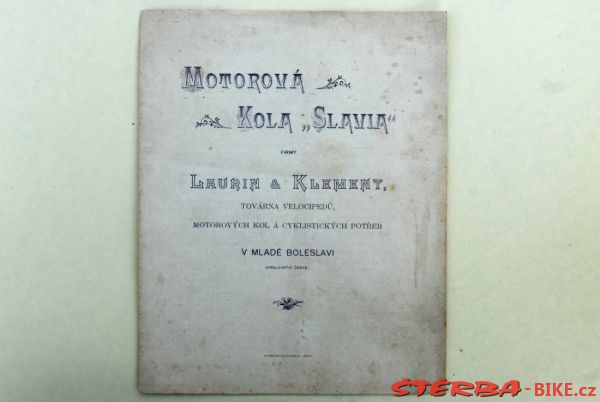 MOTOROVÁ
KOLA „SLAVIA“
FIRMY
LAURIN & KLEMENT,
TOVÁRNA VELOCIPEDŮ,
MOTOROVÝCH KOL A CYKLISTICKÝCH POTŘEB
V MLADÉ BOLESLAVI
(KRÁLOVSTVÍ ČESKÉ.)
ŠTĚRBA-BIKE.cz